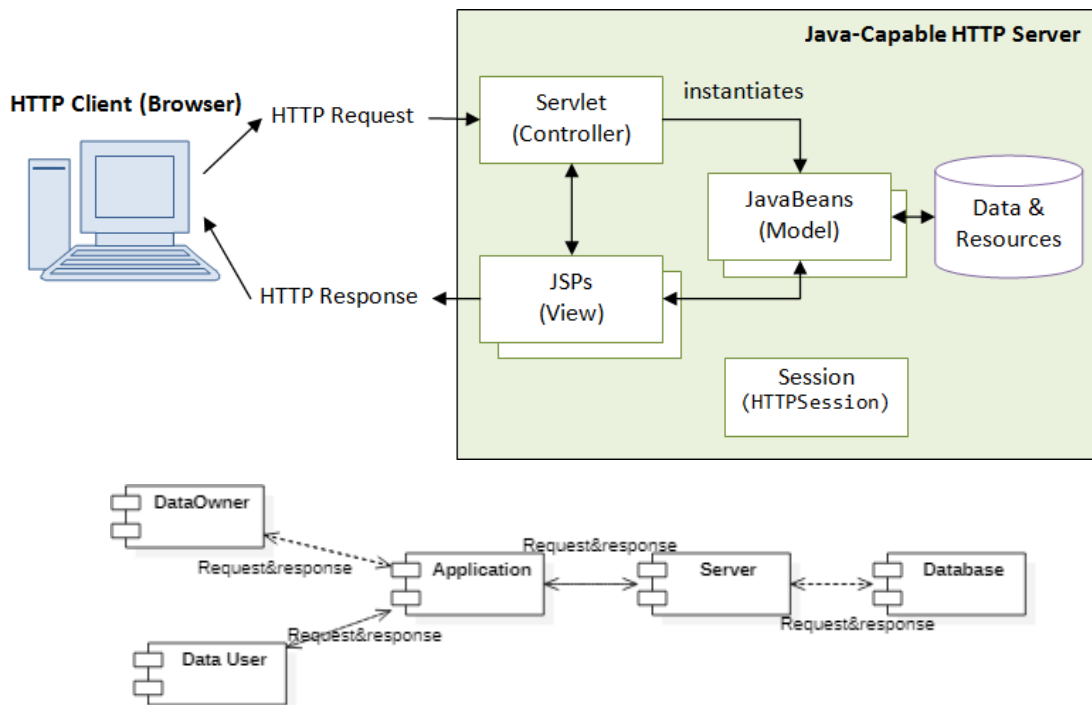 Java-Capable HTTP Server
HTTP Client (Browser)
HTTP Request
Servlet
(Controller)
instantiates
JavaBeans
(Model)
Data &
Resources
HTTP Response
JSPs
(View)
Session
(HTTPSession)
DataOwner
Request&response
Application
Request&response
Server
Database
Request&response
Request&response
Data User